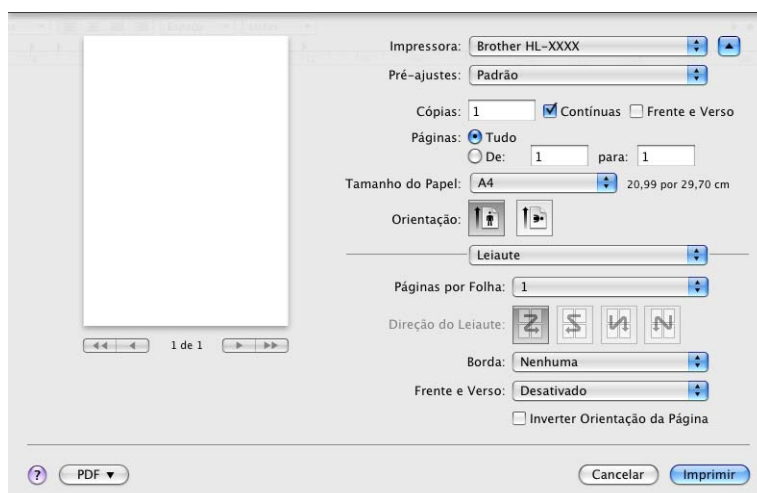 Impressora: Brother HL-XXXX
Pré-ajustes: Padrão
Cópias: 1 Contínuas Frente e Verso
Páginas: Tudo
De: 1 para: 1
Tamanho do Papel: A4 20,99 por 29,70 cm
Orientação:
Leiaute
Páginas por Folha: 1
Direção do Leiaute:
1 de 1
Borda: Nenhuma
Frente e Verso: Desativado
Inverter Orientação da Página
? PDF Cancelar Imprimir